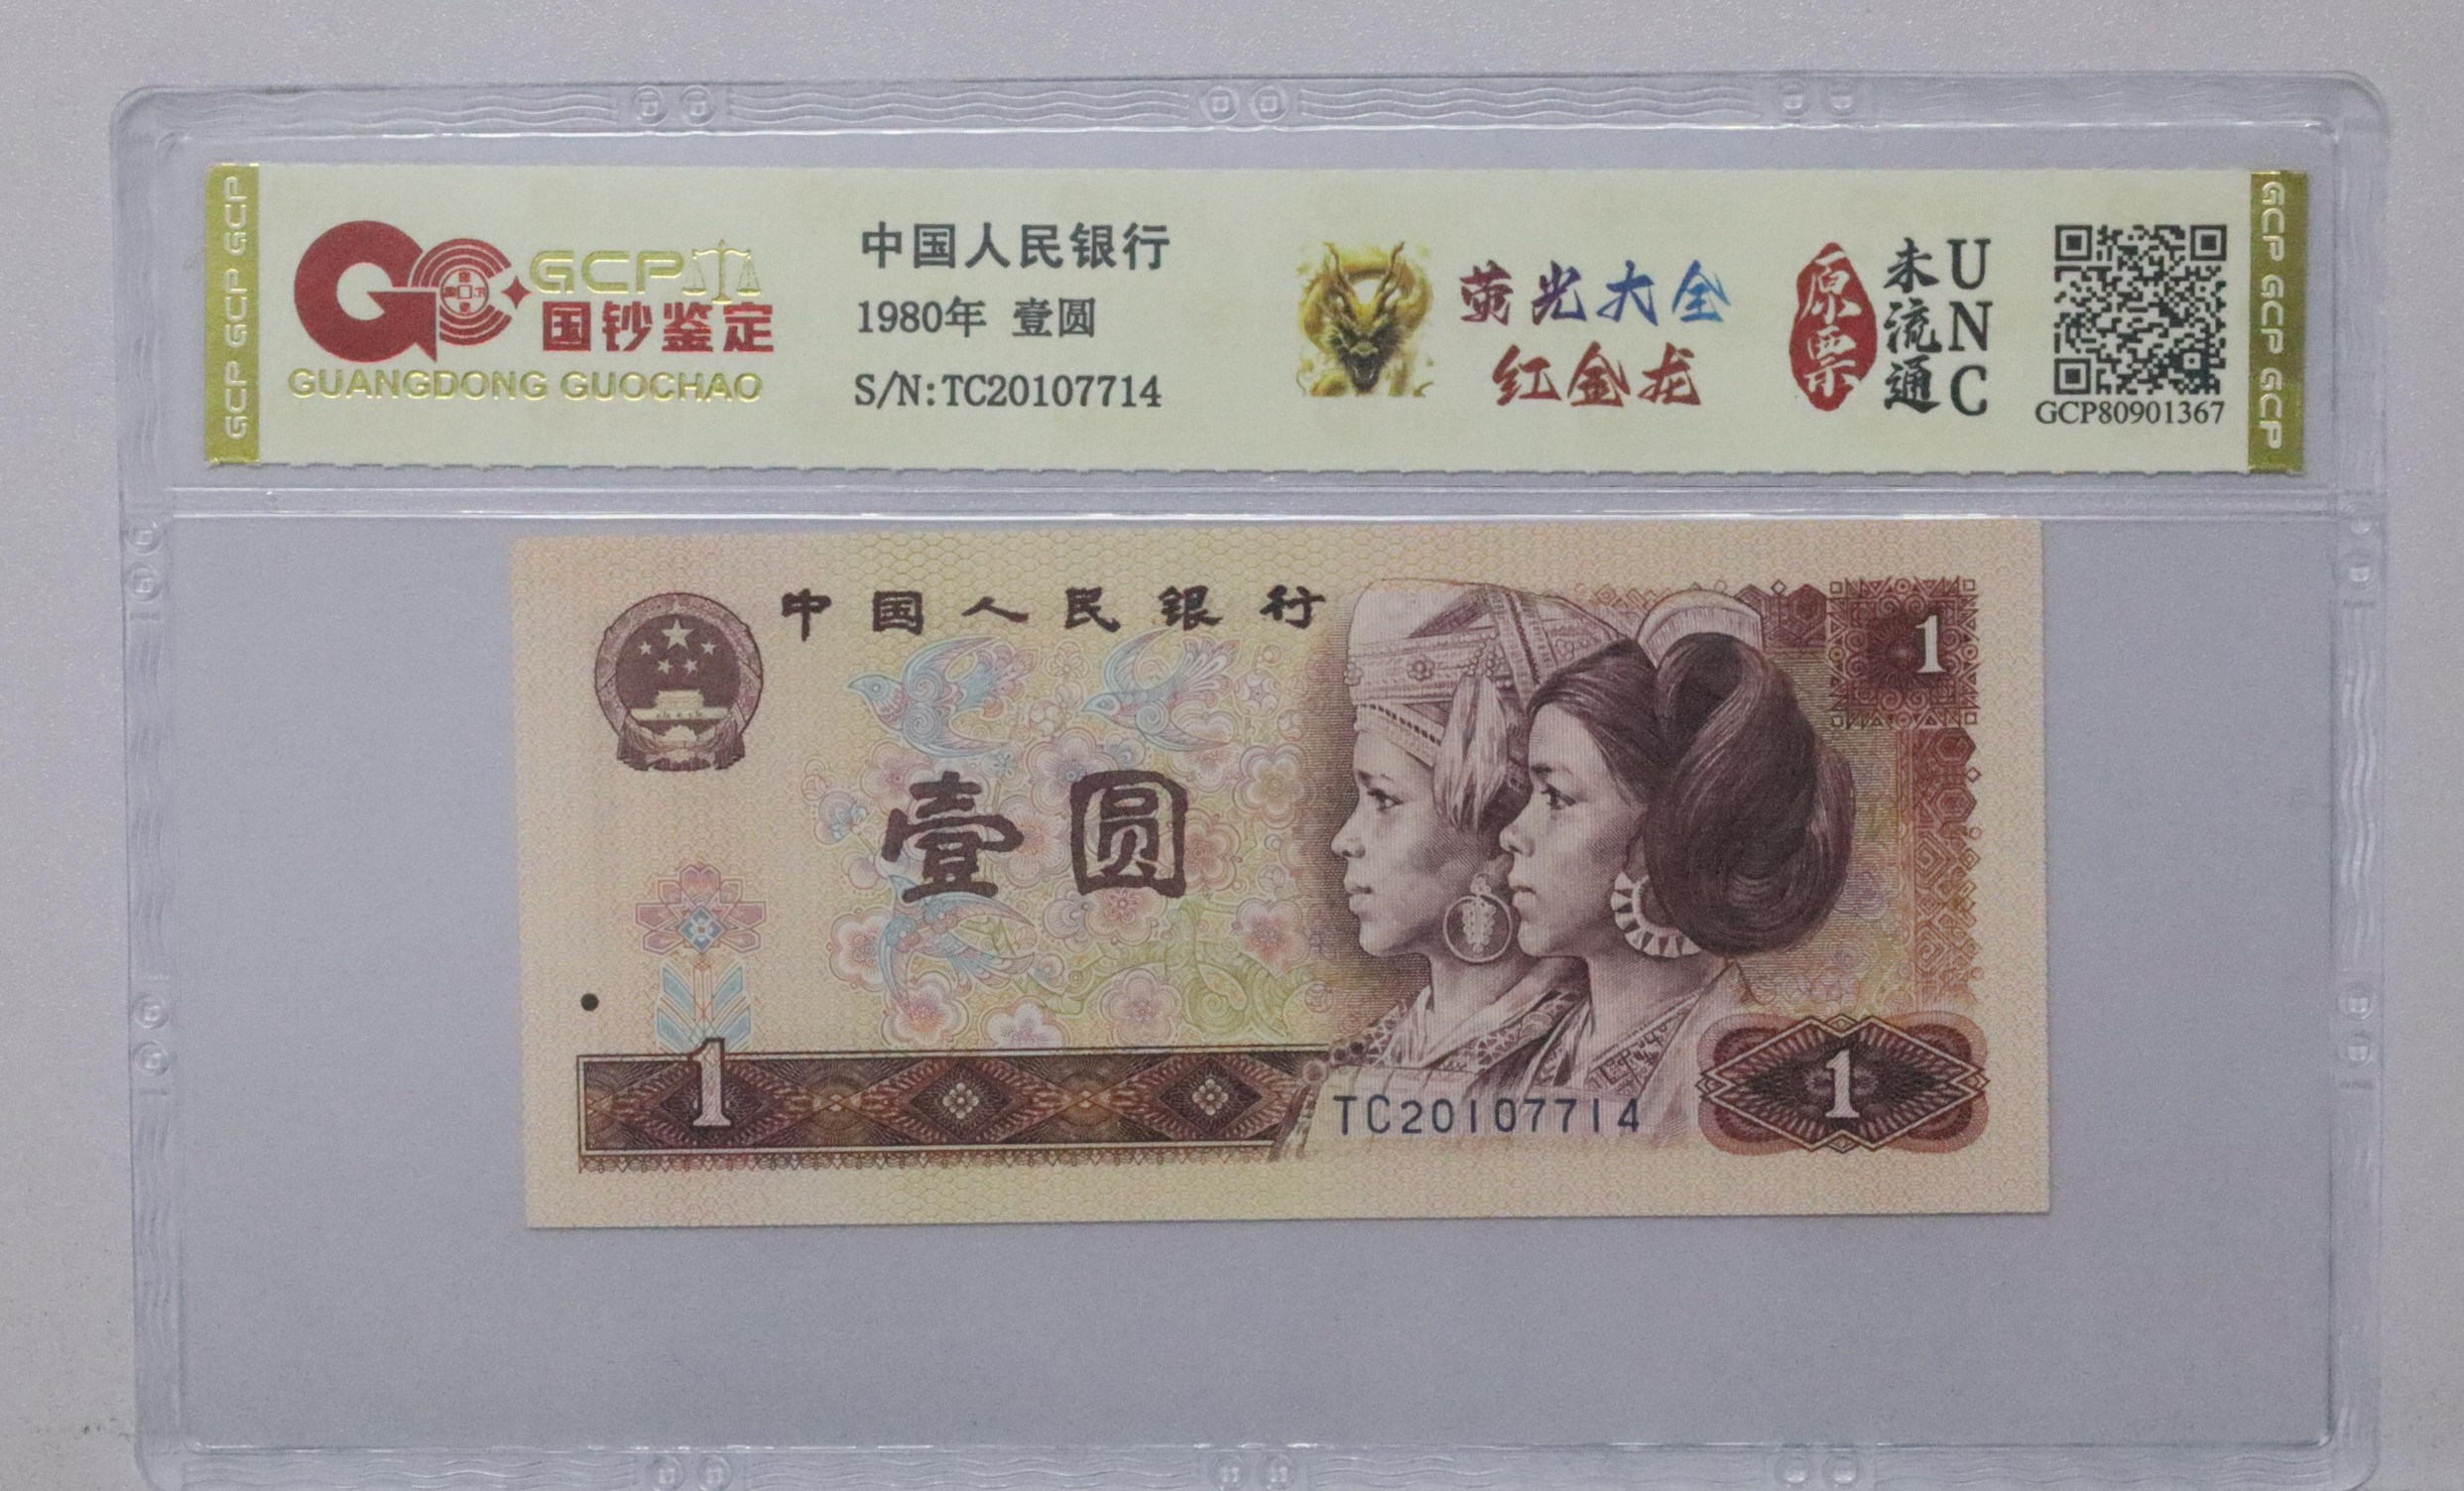 GCP GCP GCP
GCP
国钞鉴定
GUANGDONG GUOCHAO
中国人民银行
1980年 壹圆
S/N:TC20107714
荧光大全
红金龙
原票
未流通
UNC
GCP80901367
GCP GCP GCP
中国人民银行
1
壹圆
1
TC20107714
1